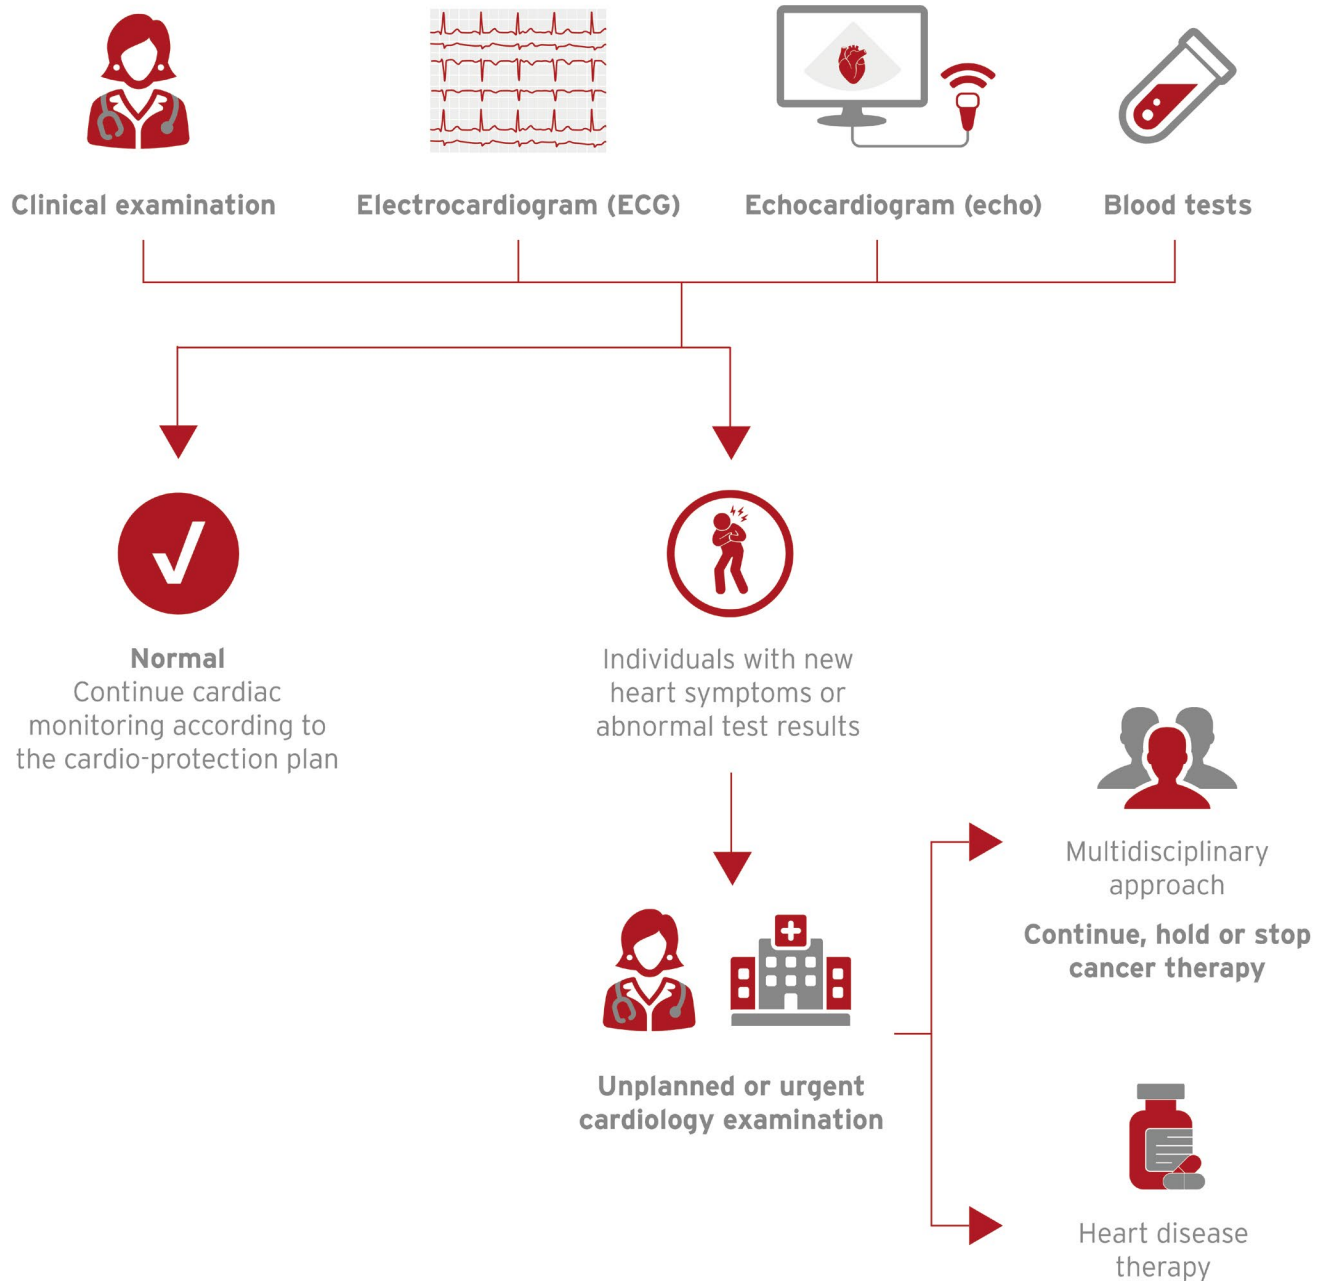 Clinical examination
Electrocardiogram (ECG)
Echocardiogram (echo)
Blood tests
Normal
Continue cardiac
monitoring according to
the cardio-protection plan
Individuals with new
heart symptoms or
abnormal test results
Unplanned or urgent
cardiology examination
Multidisciplinary
approach
Continue, hold or stop
cancer therapy
Heart disease
therapy